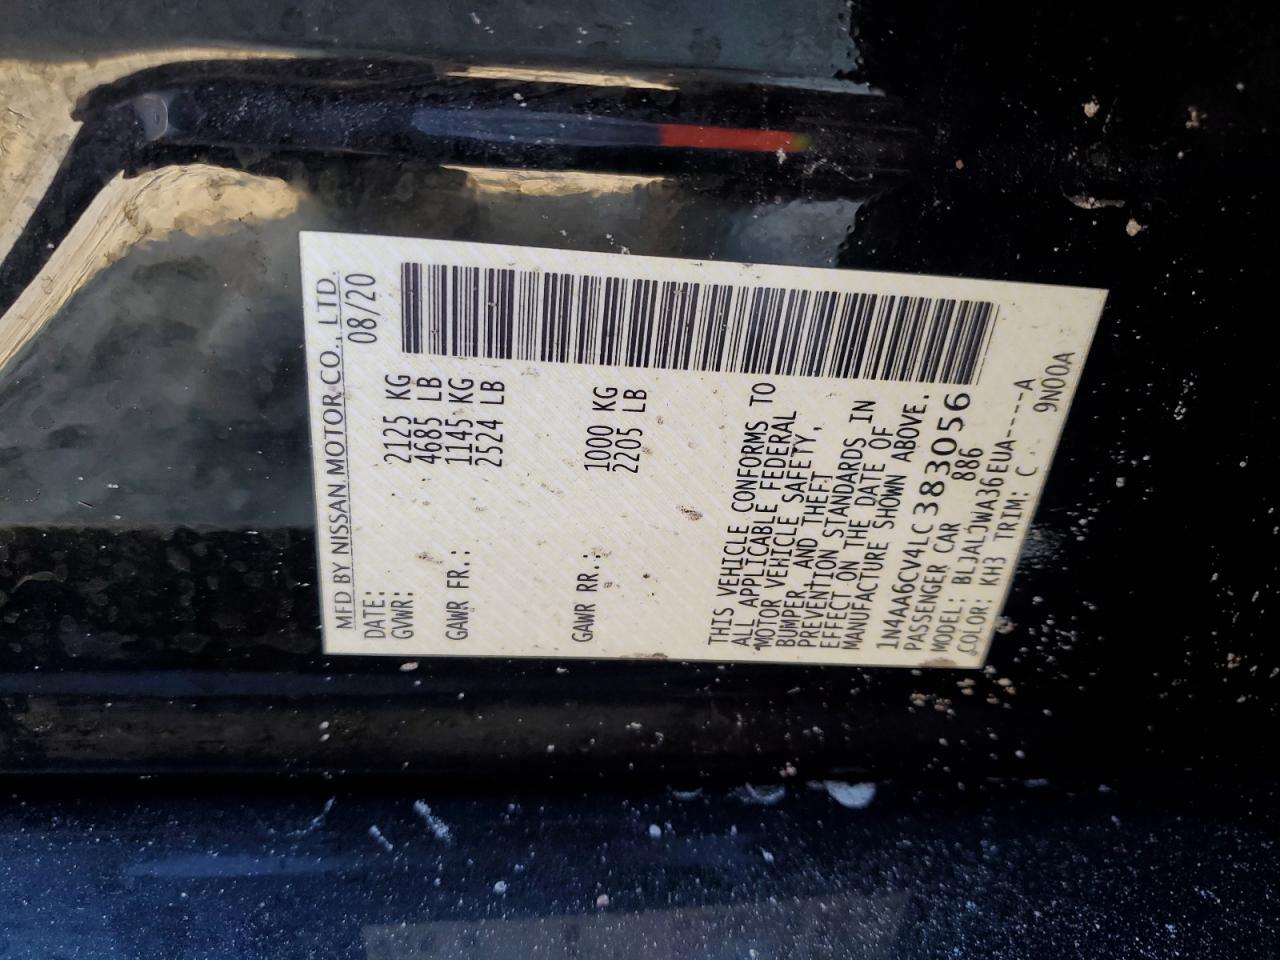 MFD BY NISSAN MOTOR CO., LTD.
DATE: 08/20
GVWR: 2125 KG
4685 LB
GAWR FR.: 1145 KG
2524 LB
GAWR RR.: 1000 KG
2205 LB
THIS VEHICLE CONFORMS TO
ALL APPLICABLE FEDERAL
MOTOR VEHICLE SAFETY,
BUMPER, AND THEFT
PREVENTION STANDARDS IN
EFFECT ON THE DATE OF
MANUFACTURE SHOWN ABOVE.
1N4AA6CV4LC383056
PASSENGER CAR 886
MODEL: BLJALJWA36EUA-----A
COLOR: KH3 TRIM: C 9N00A